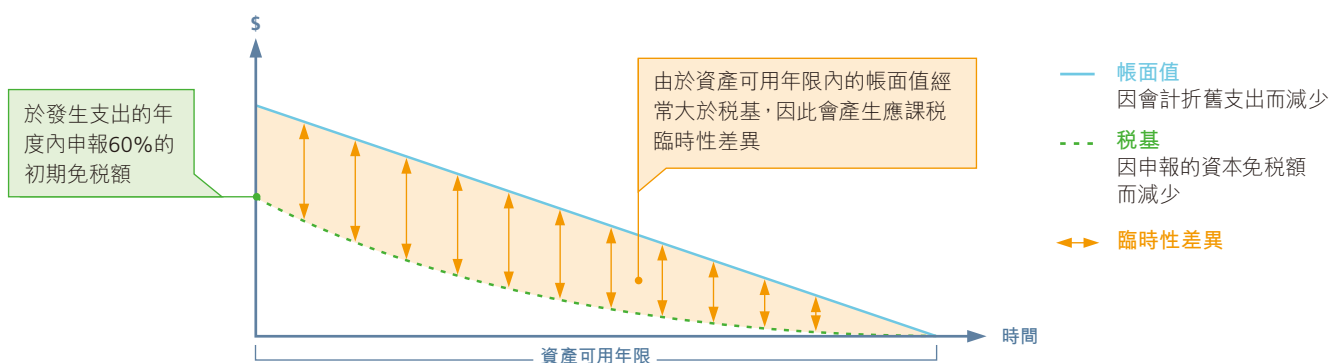 $
於發生支出的年
度內申報60%的
初期免稅額
由於資產可用年限內的帳面值經
常大於稅基，因此會產生應課稅
臨時性差異
帳面值
因會計折舊支出而減少
稅基
因申報的資本免稅額
而減少
臨時性差異
時間
資產可用年限